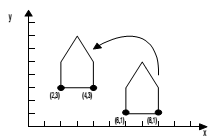 y
(2,3) (4,3)
(6,1) (8,1)
x